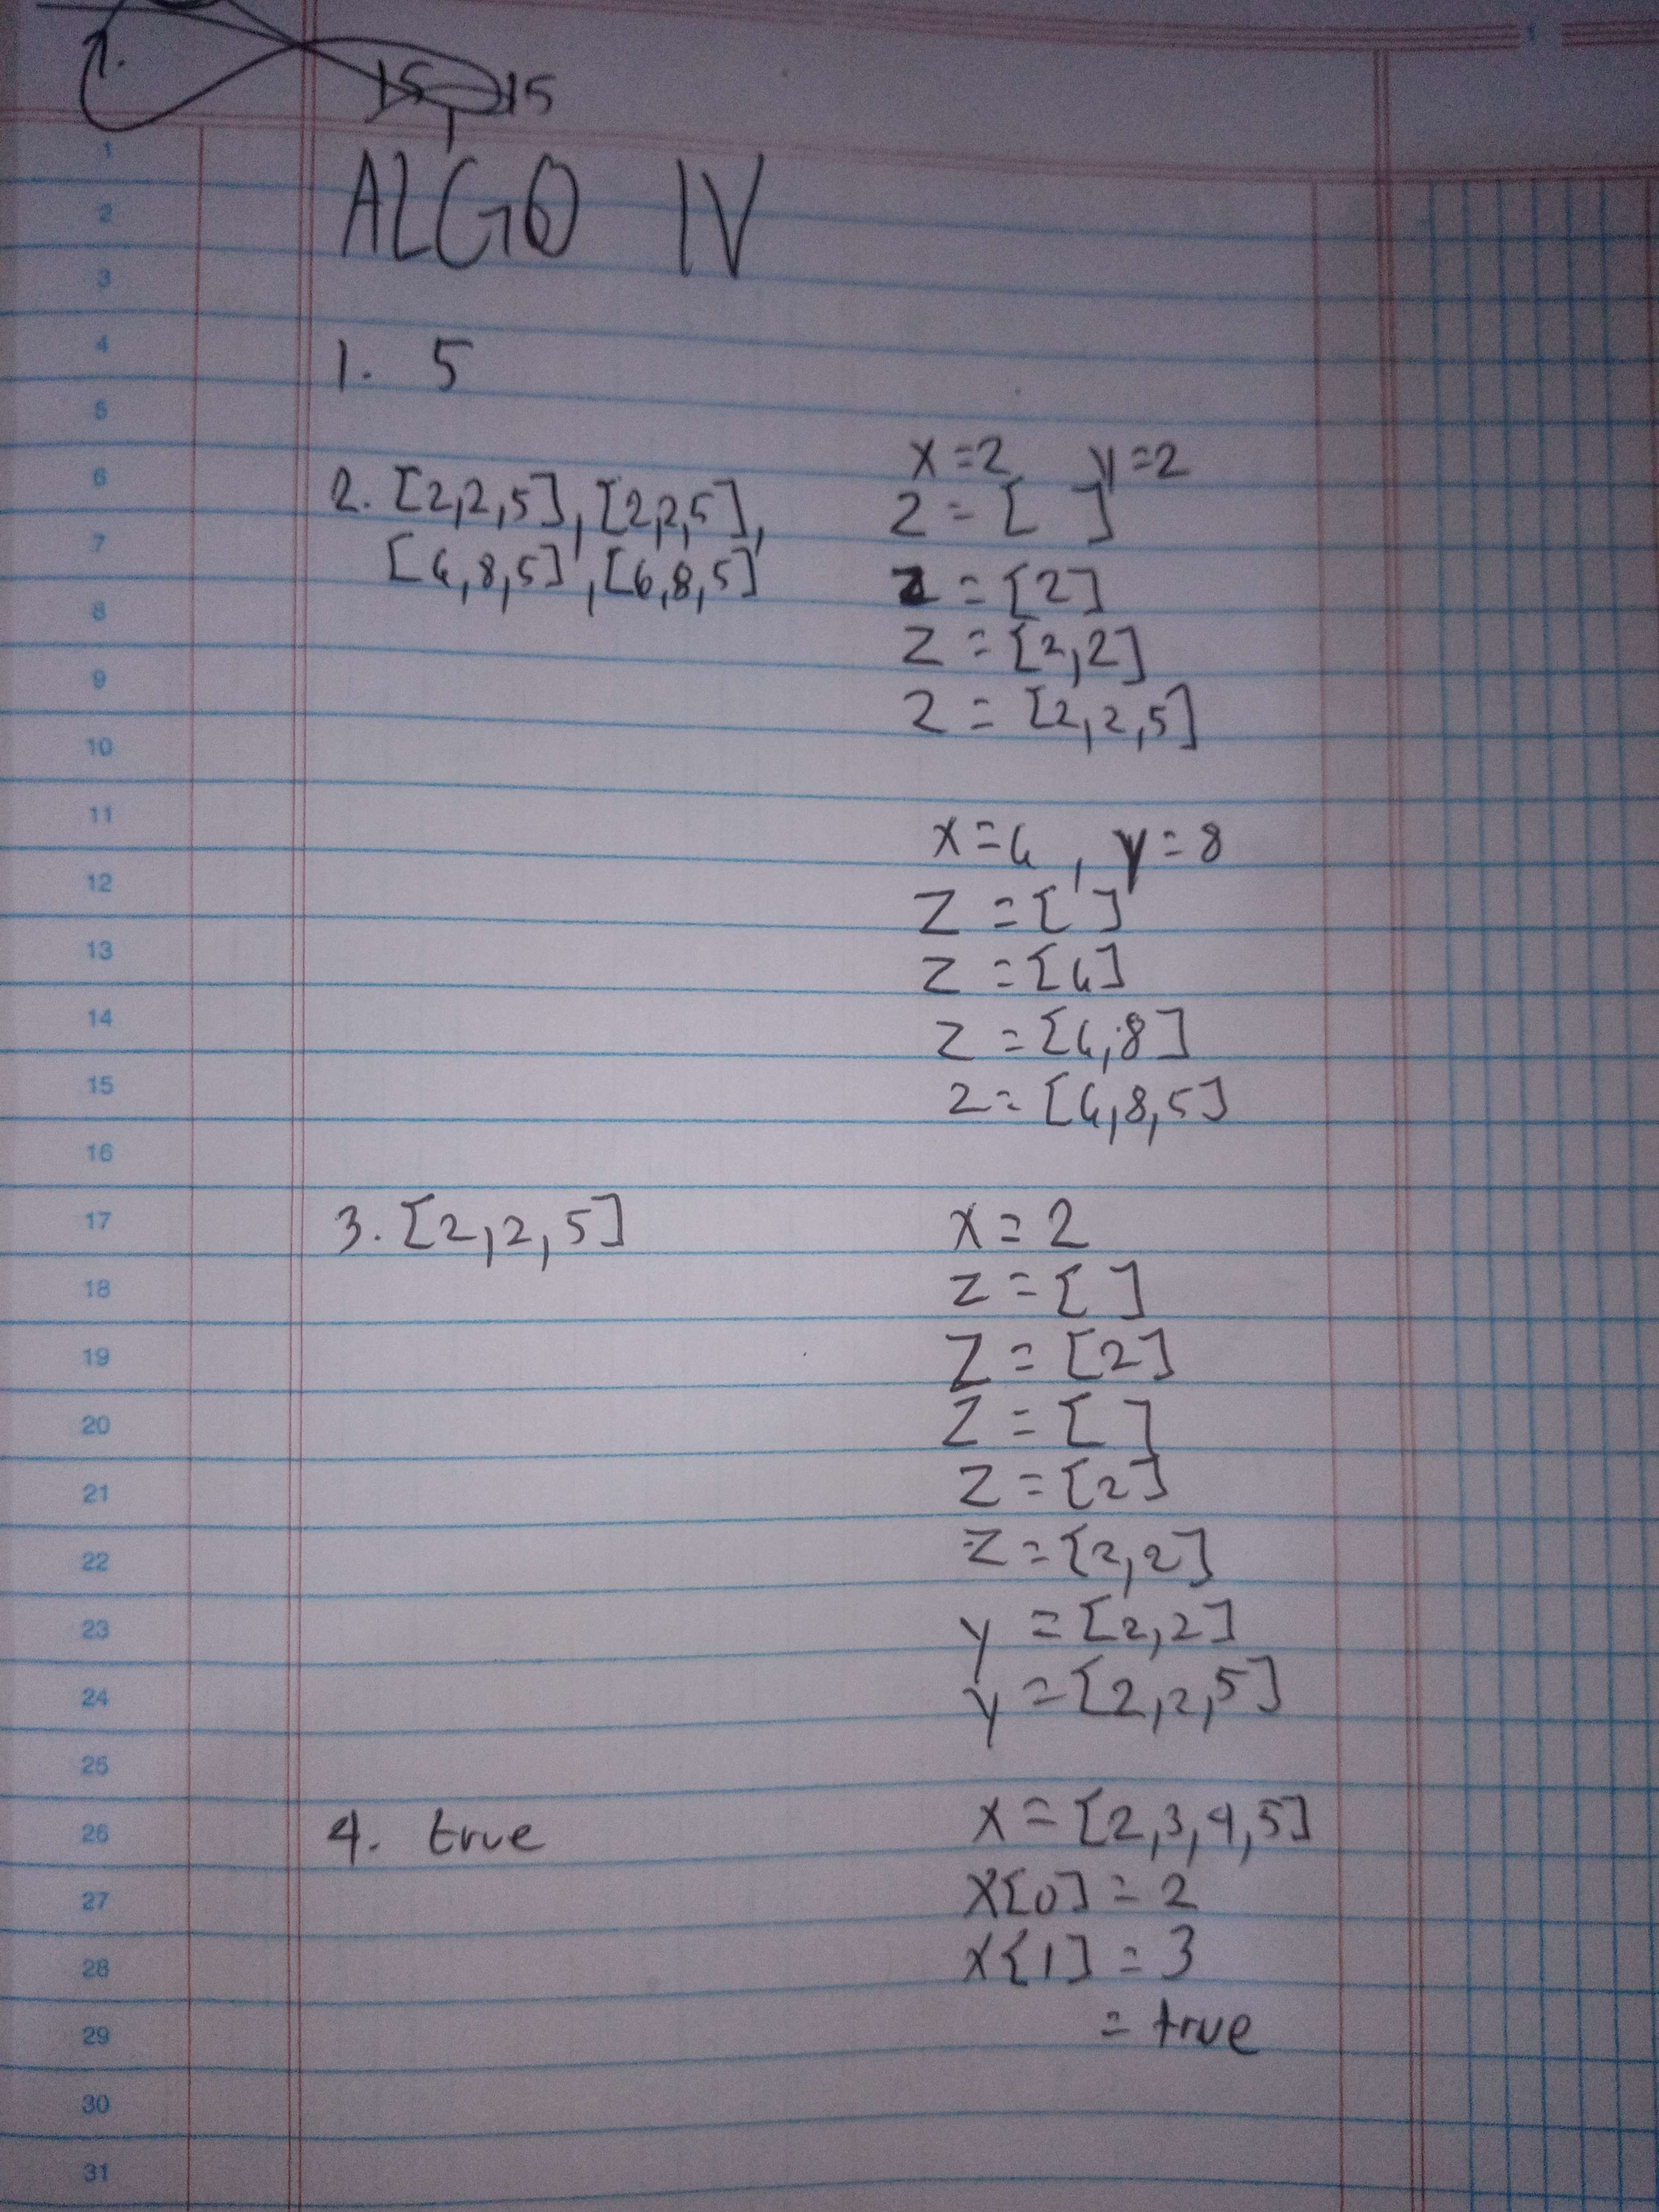 1.
15 15
ALGO IV
1. 5
2. [2,2,5], [2,2,5],
[6,8,5], [6,8,5]
x=2 y=2
Z = [ ]
Z = [2]
Z = [2,2]
Z = [2,2,5]
x=6, y=8
Z = [ ]
Z = [6]
Z = [6,8]
Z = [6,8,5]
3. [2,2,5]
x = 2
Z = [ ]
Z = [2]
Z = [ ]
Z = [2]
Z = [2,2]
y = [2,2]
y = [2,2,5]
4. true
x = [2,3,4,5]
x[0] = 2
x[1] = 3
= true
1
2
3
4
5
6
7
8
9
10
11
12
13
14
15
16
17
18
19
20
21
22
23
24
25
26
27
28
29
30
31